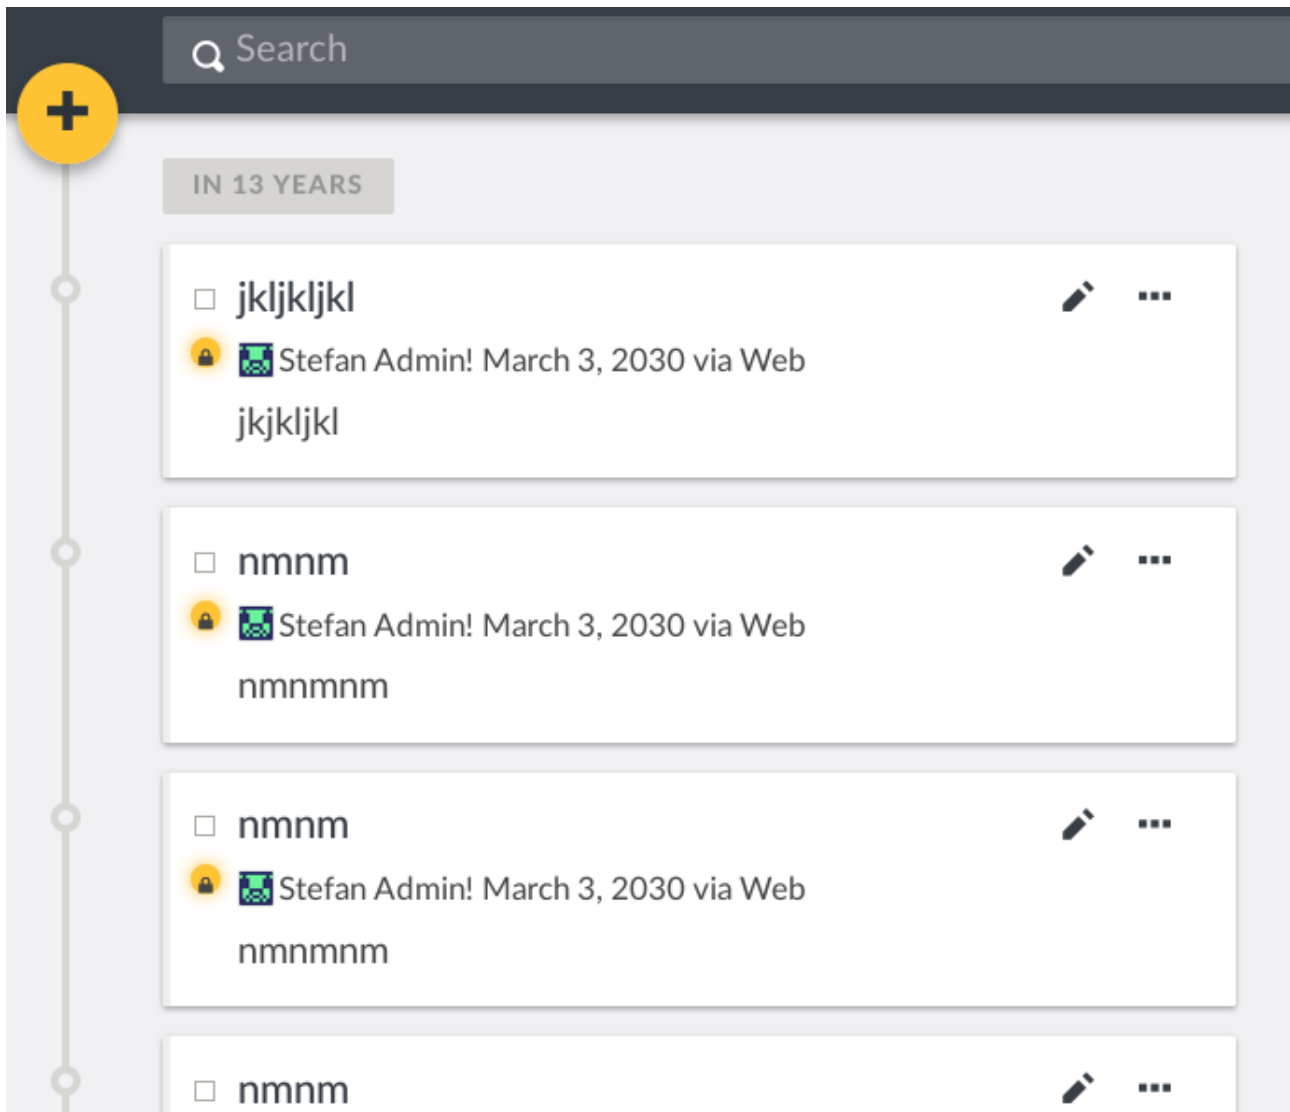 Search
IN 13 YEARS
jkljkljkl
Stefan Admin! March 3, 2030 via Web
jkjkljkl
nmnm
Stefan Admin! March 3, 2030 via Web
nmnmnm
nmnm
Stefan Admin! March 3, 2030 via Web
nmnmnm
nmnm